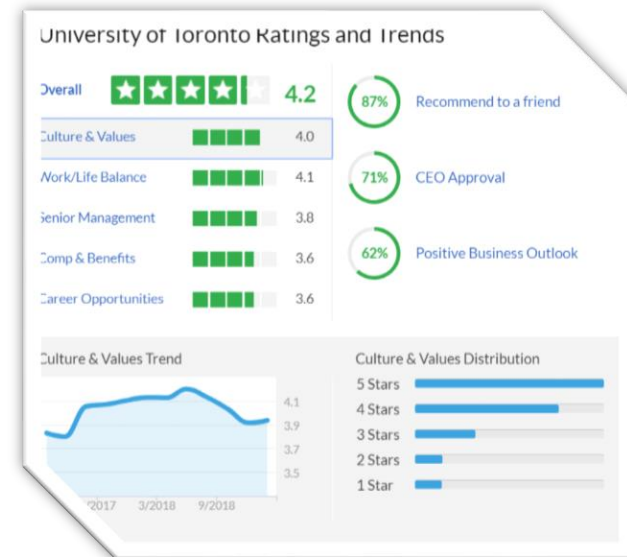 University of Toronto Ratings and Trends
Overall 4.2
Culture & Values 4.0
Work/Life Balance 4.1
Senior Management 3.8
Comp & Benefits 3.6
Career Opportunities 3.6
87% Recommend to a friend
71% CEO Approval
62% Positive Business Outlook
Culture & Values Trend
4.1
3.9
3.7
3.5
/2017 3/2018 9/2018
Culture & Values Distribution
5 Stars
4 Stars
3 Stars
2 Stars
1 Star